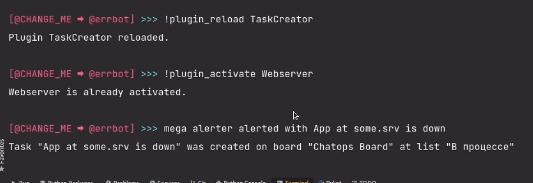 [@CHANGE_ME ➡ @errbot] >>> !plugin_reload TaskCreator
Plugin TaskCreator reloaded.
[@CHANGE_ME ➡ @errbot] >>> !plugin_activate Webserver
Webserver is already activated.
[@CHANGE_ME ➡ @errbot] >>> mega alerter alerted with App at some.srv is down
Task "App at some.srv is down" was created on board "Chatops Board" at list "В процессе"
Favorites